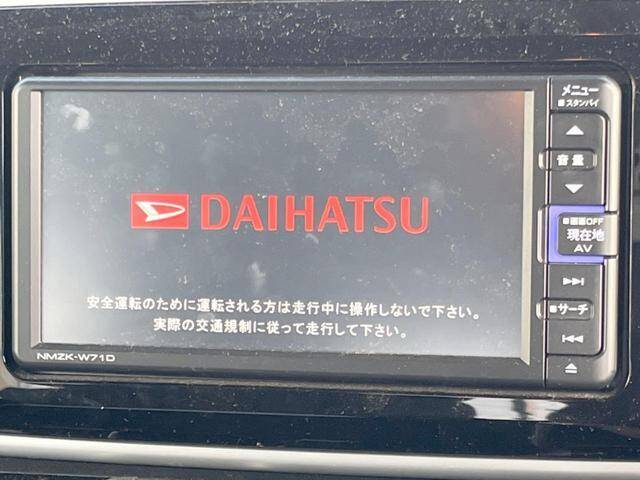 DAIHATSU
安全運転のために運転される方は走行中に操作しないで下さい。
実際の交通規制に従って走行して下さい。
NMZK-W71D
メニュー
スタンバイ
音量
画面OFF
現在地
AV
サーチ